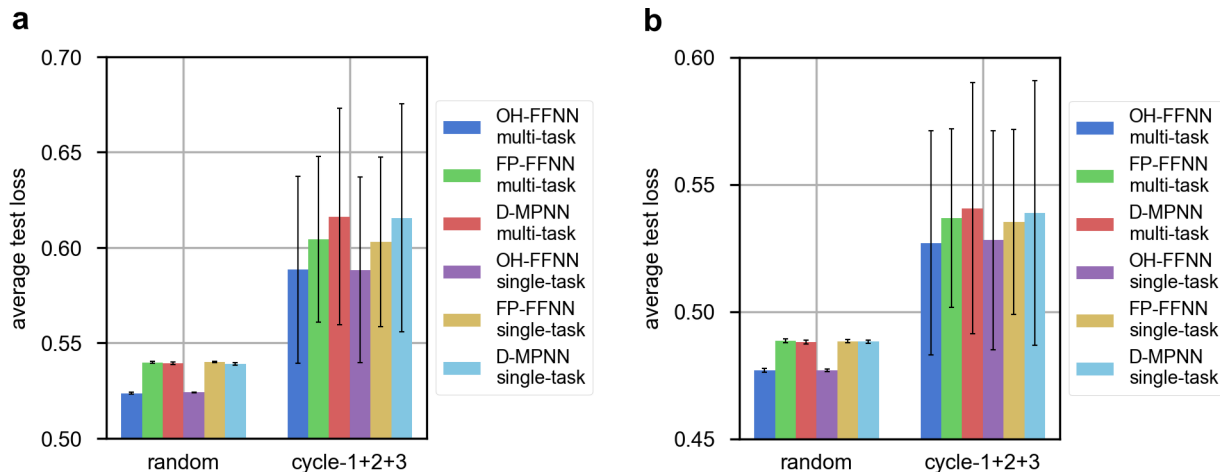 a
average test loss
0.70
0.65
0.60
0.55
0.50
random
cycle-1+2+3
OH-FFNN
multi-task
FP-FFNN
multi-task
D-MPNN
multi-task
OH-FFNN
single-task
FP-FFNN
single-task
D-MPNN
single-task
b
average test loss
0.60
0.55
0.50
0.45
random
cycle-1+2+3
OH-FFNN
multi-task
FP-FFNN
multi-task
D-MPNN
multi-task
OH-FFNN
single-task
FP-FFNN
single-task
D-MPNN
single-task